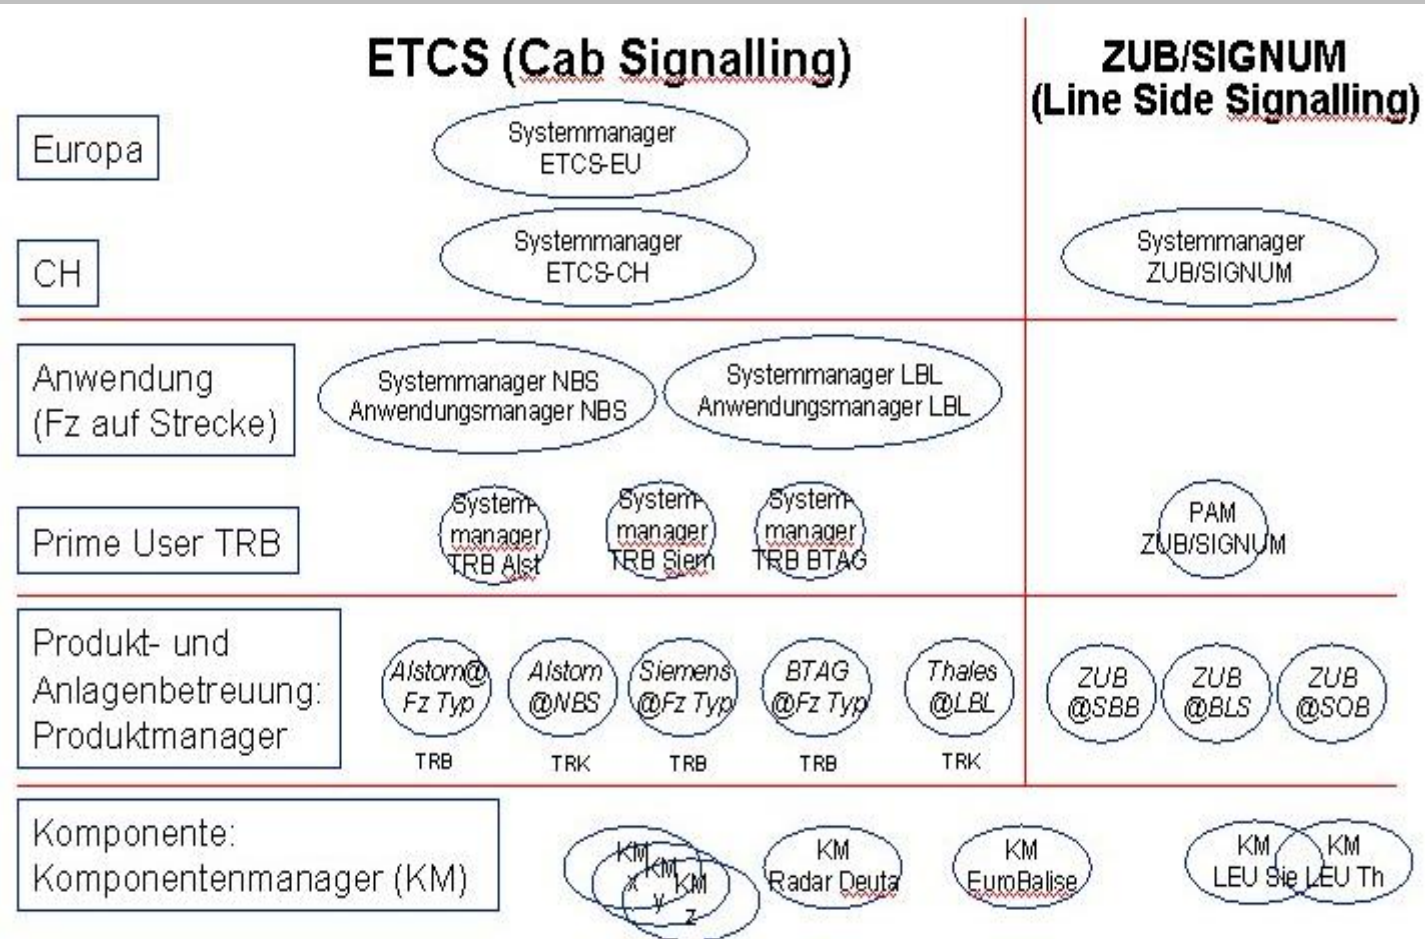 ETCS (Cab Signalling)
ZUB/SIGNUM
(Line Side Signalling)
Europa
Systemmanager
ETCS-EU
CH
Systemmanager
ETCS-CH
Systemmanager
ZUB/SIGNUM
Anwendung
(Fz auf Strecke)
Systemmanager NBS
Anwendungsmanager NBS
Systemmanager LBL
Anwendungsmanager LBL
Prime User TRB
System-
manager
TRB Alst
System-
manager
TRB Siem
System-
manager
TRB BTAG
PAM
ZUB/SIGNUM
Produkt- und
Anlagenbetreuung:
Produktmanager
Alstom@
Fz Typ
TRB
Alstom
@NBS
TRK
Siemens
@Fz Typ
TRB
BTAG
@Fz Typ
TRB
Thales
@LBL
TRK
ZUB
@SBB
ZUB
@BLS
ZUB
@SOB
Komponente:
Komponentenmanager (KM)
KM
x
KM
y
KM
z
KM
Radar Deuta
KM
EuroBalise
KM
LEU Sie
KM
LEU Th